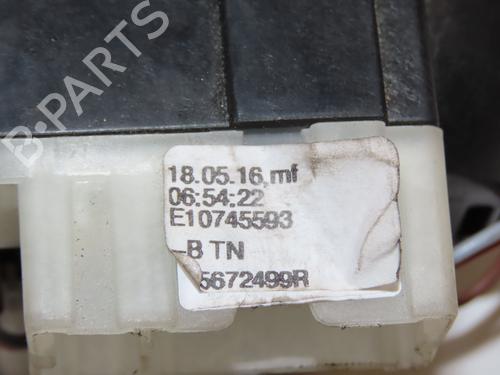 B-PARTS
18.05.16,mf
06:54:22
E10745593
-B TN
5672499R